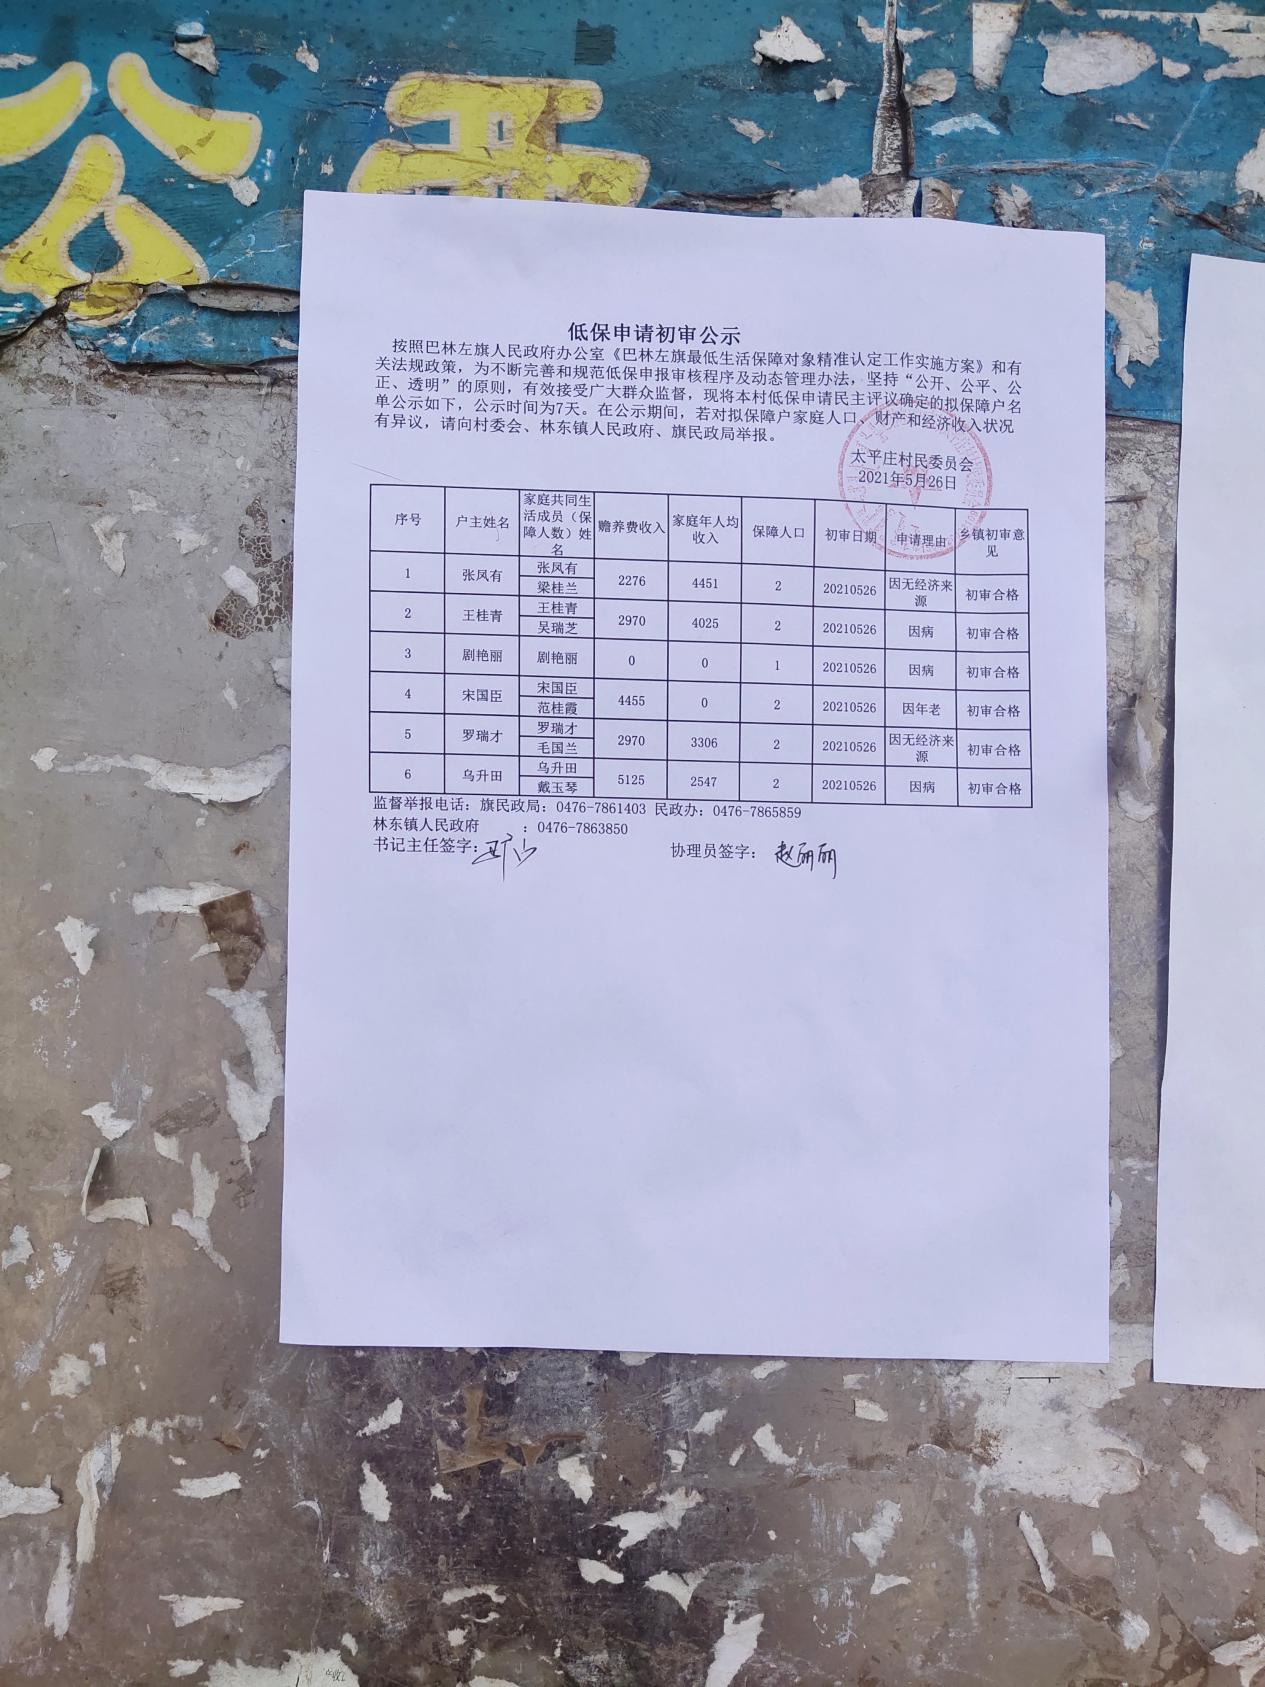 公开
低保申请初审公示
按照巴林左旗人民政府办公室《巴林左旗最低生活保障对象精准认定工作实施方案》和有
关法规政策，为不断完善和规范低保申报审核程序及动态管理办法，坚持“公开、公平、公
正、透明”的原则，有效接受广大群众监督，现将本村低保申请民主评议确定的拟保障户名
单公示如下，公示时间为7天。在公示期间，若对拟保障户家庭人口、财产和经济收入状况
有异议，请向村委会、林东镇人民政府、旗民政局举报。
太平庄村民委员会
2021年5月26日
序号 户主姓名 家庭共同生活成员（保障人数）姓名 赡养费收入 家庭年人均收入 保障人口 初审日期 申请理由 乡镇初审意见
1 张凤有 张凤有 梁桂兰 2276 4451 2 20210526 因无经济来源 初审合格
2 王桂青 王桂青 吴瑞芝 2970 4025 2 20210526 因病 初审合格
3 剧艳丽 剧艳丽 0 0 1 20210526 因病 初审合格
4 宋国臣 宋国臣 范桂霞 4455 0 2 20210526 因年老 初审合格
5 罗瑞才 罗瑞才 毛国兰 2970 3306 2 20210526 因无经济来源 初审合格
6 乌升田 乌升田 戴玉琴 5125 2547 2 20210526 因病 初审合格
监督举报电话：旗民政局：0476-7861403 民政办：0476-7865859
林东镇人民政府 ：0476-7863850
书记主任签字： 协理员签字： 赵丽丽